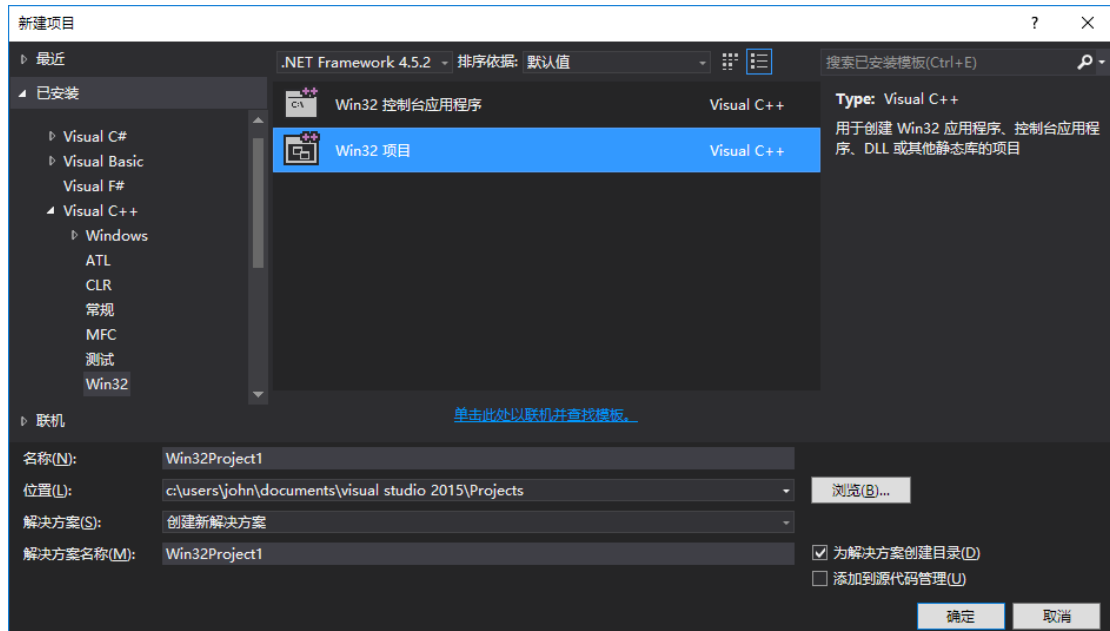 新建项目
最近
.NET Framework 4.5.2 排序依据: 默认值
搜索已安装模板(Ctrl+E)
已安装
Visual C#
Visual Basic
Visual F#
Visual C++
Windows
ATL
CLR
常规
MFC
测试
Win32
联机
Win32 控制台应用程序 Visual C++
Win32 项目 Visual C++
单击此处以联机并查找模板。
Type: Visual C++
用于创建 Win32 应用程序、控制台应用程
序、DLL 或其他静态库的项目
名称(N): Win32Project1
位置(L): c:\users\john\documents\visual studio 2015\Projects 浏览(B)...
解决方案(S): 创建新解决方案
解决方案名称(M): Win32Project1
为解决方案创建目录(D)
添加到源代码管理(U)
确定 取消